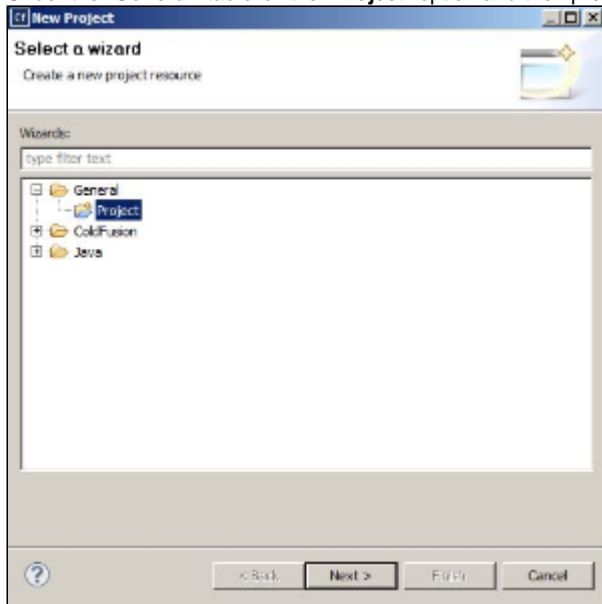 Cf New Project
Select a wizard
Create a new project resource
Wizards:
type filter text
General
Project
ColdFusion
Java
? < Back Next > Finish Cancel